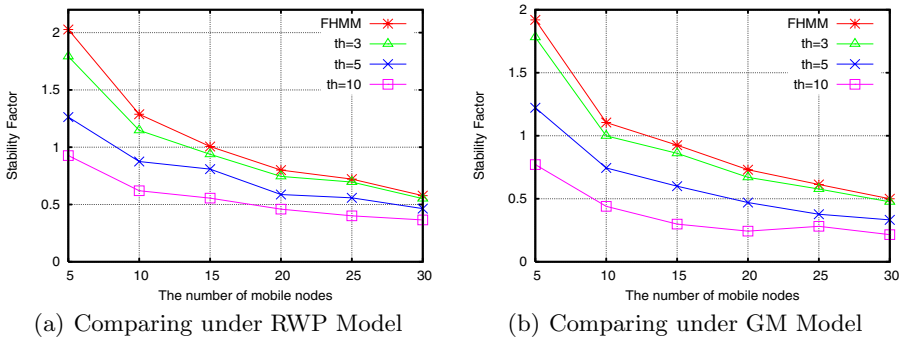 2
1.5
1
0.5
0
Stability Factor
FHMM
th=3
th=5
th=10
5 10 15 20 25 30
The number of mobile nodes
(a) Comparing under RWP Model
2
1.5
1
0.5
0
Stability Factor
FHMM
th=3
th=5
th=10
5 10 15 20 25 30
The number of mobile nodes
(b) Comparing under GM Model